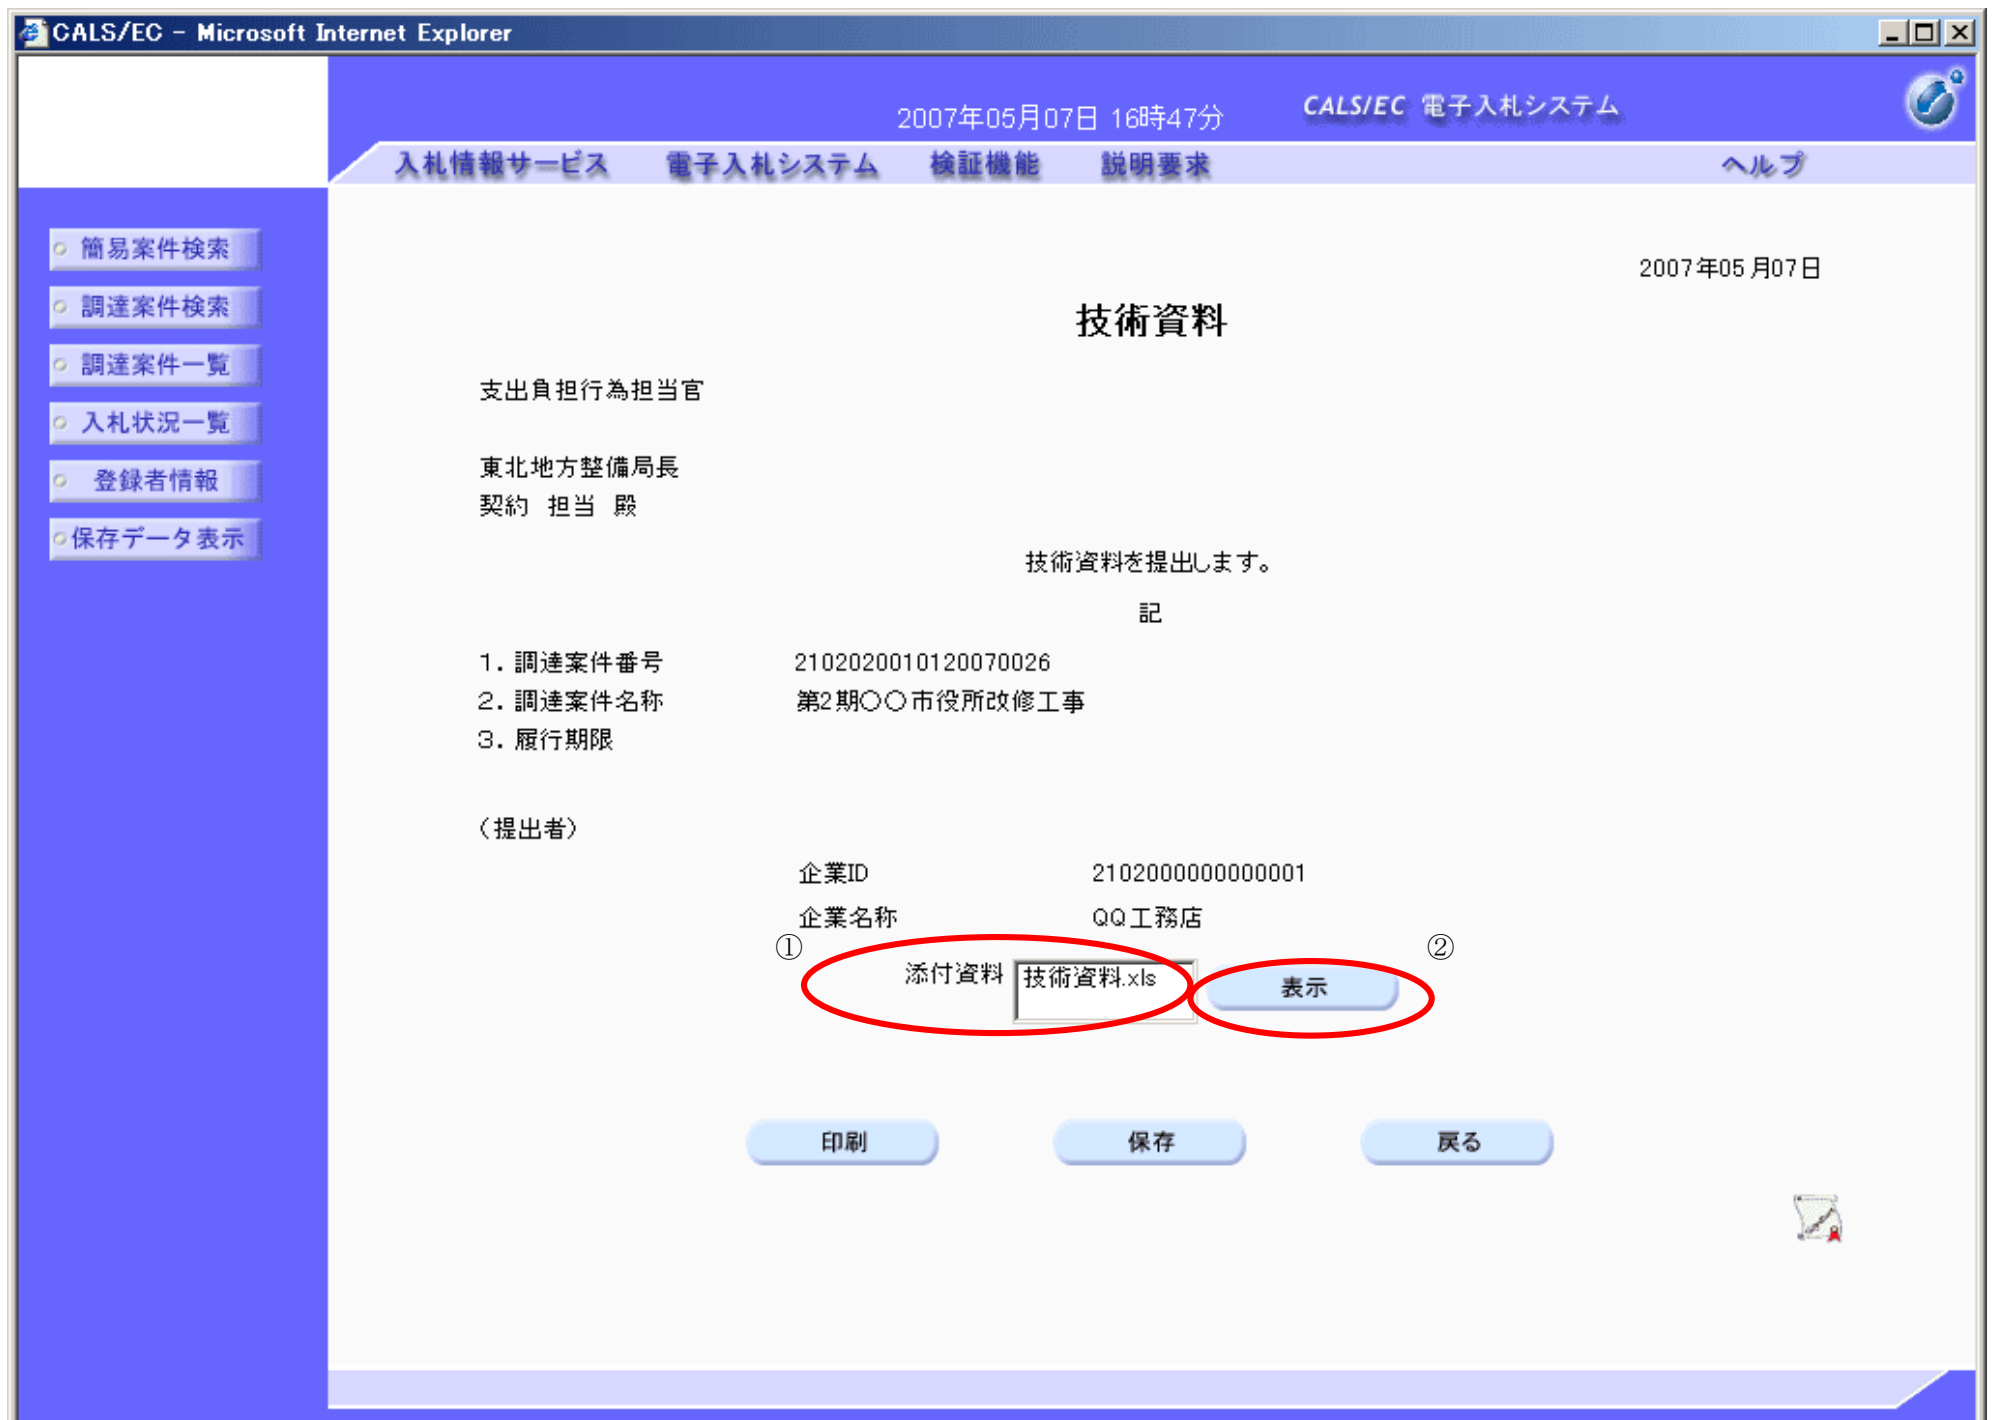 CALS/EC - Microsoft Internet Explorer
2007年05月07日 16時47分
CALS/EC 電子入札システム
入札情報サービス 電子入札システム 検証機能 説明要求 ヘルプ
簡易案件検索
調達案件検索
調達案件一覧
入札状況一覧
登録者情報
保存データ表示
2007年05月07日
技術資料
支出負担行為担当官
東北地方整備局長
契約 担当 殿
技術資料を提出します。
記
1.調達案件番号 2102020010120070026
2.調達案件名称 第2期〇〇市役所改修工事
3.履行期限
(提出者)
企業ID 2102000000000001
企業名称 QQ工務店
① ②
添付資料 技術資料.xls 表示
印刷 保存 戻る